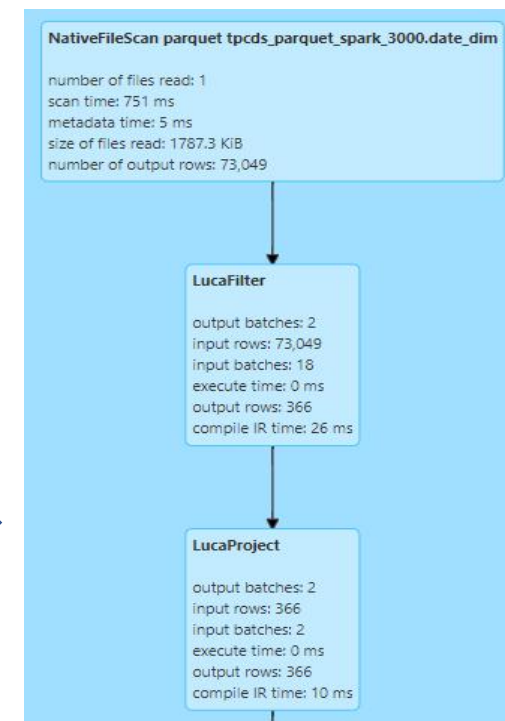 NativeFileScan parquet tpcds_parquet_spark_3000.date_dim
number of files read: 1
scan time: 751 ms
metadata time: 5 ms
size of files read: 1787.3 KiB
number of output rows: 73,049
LucaFilter
output batches: 2
input rows: 73,049
input batches: 18
execute time: 0 ms
output rows: 366
compile IR time: 26 ms
LucaProject
output batches: 2
input rows: 366
input batches: 2
execute time: 0 ms
output rows: 366
compile IR time: 10 ms